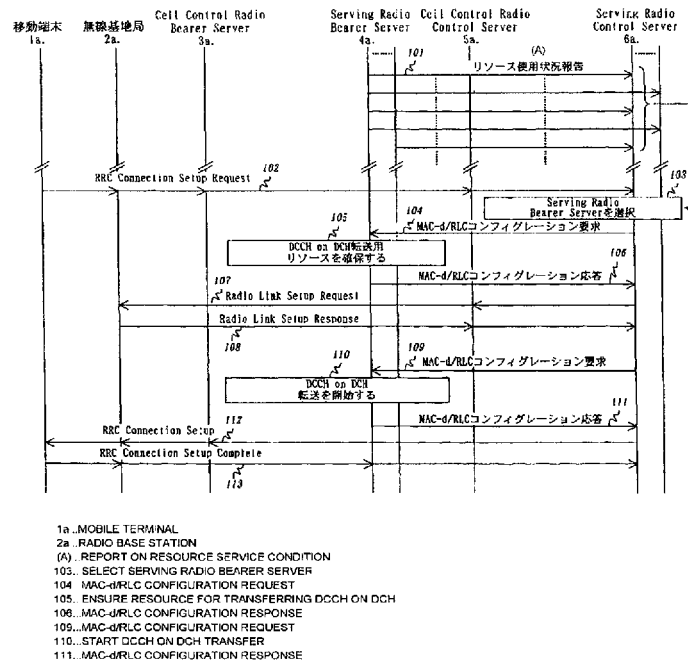 移動端末
1a.
無線基地局
2a.
Cell Control Radio
Bearer Server
3a.
Serving Radio
Bearer Server
4a.
Cell Control Radio
Control Server
5a.
Serving Radio
Control Server
6a.
101
(A)
リソース使用状況報告
102
RRC Connection Setup Request
103
Serving Radio
Bearer Serverを選択
104
MAC-d/RLCコンフィグレーション要求
105
DCCH on DCH転送用
リソースを確保する
106
MAC-d/RLCコンフィグレーション応答
107
Radio Link Setup Request
Radio Link Setup Response
108
109
MAC-d/RLCコンフィグレーション要求
110
DCCH on DCH
転送を開始する
111
MAC-d/RLCコンフィグレーション応答
112
RRC Connection Setup
RRC Connection Setup Complete
113
1a...MOBILE TERMINAL
2a...RADIO BASE STATION
(A)...REPORT ON RESOURCE SERVICE CONDITION
103...SELECT SERVING RADIO BEARER SERVER
104 MAC-d/RLC CONFIGURATION REQUEST
105...ENSURE RESOURCE FOR TRANSFERRING DCCH ON DCH
106...MAC-d/RLC CONFIGURATION RESPONSE
109...MAC-d/RLC CONFIGURATION REQUEST
110...START DCCH ON DCH TRANSFER
111...MAC-d/RLC CONFIGURATION RESPONSE